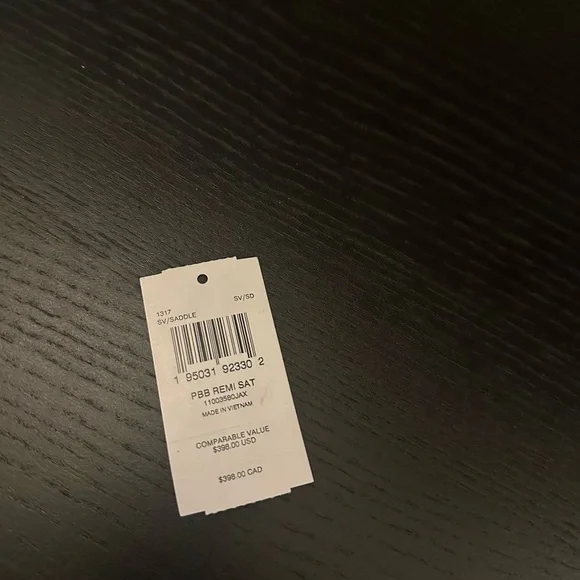 1317
SV/SADDLE
SV/SD
1 95031 92330 2
PBB REMI SAT
11003580JAX
MADE IN VIETNAM
COMPARABLE VALUE
$398.00 USD
$398.00 CAD